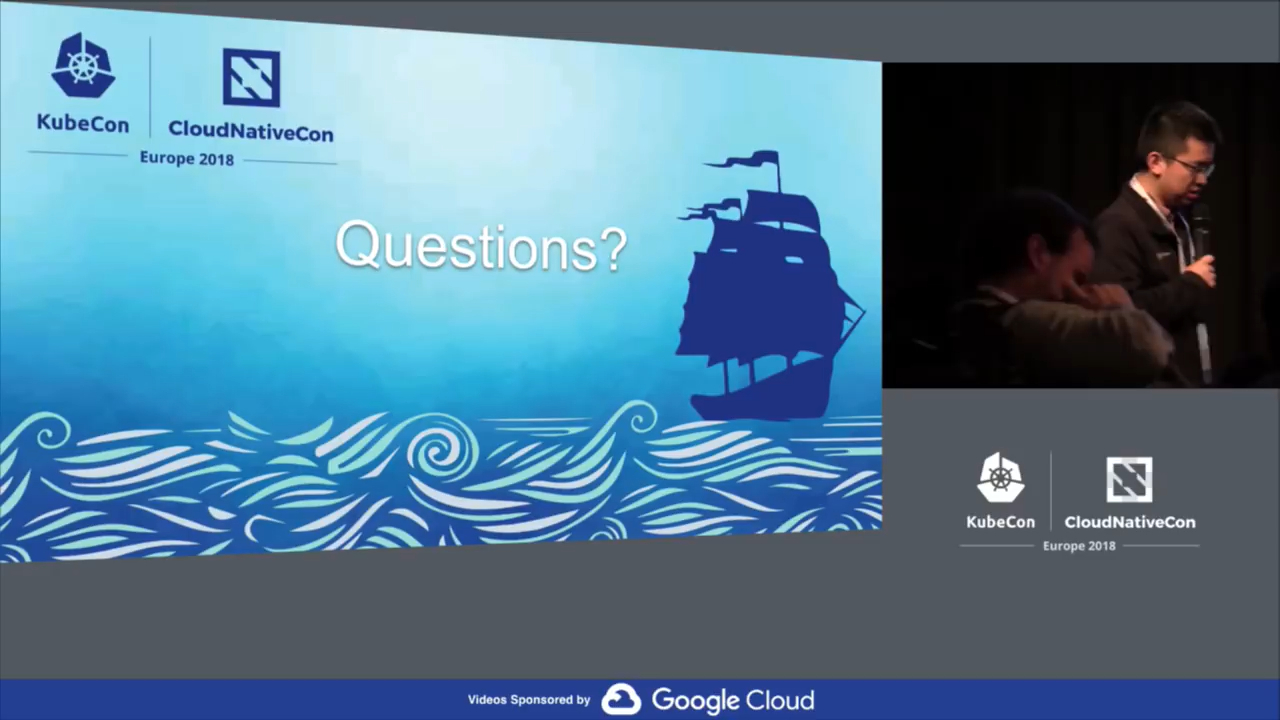 KubeCon
CloudNativeCon
Europe 2018
Questions?
KubeCon
CloudNativeCon
Europe 2018
Videos Sponsored by Google Cloud